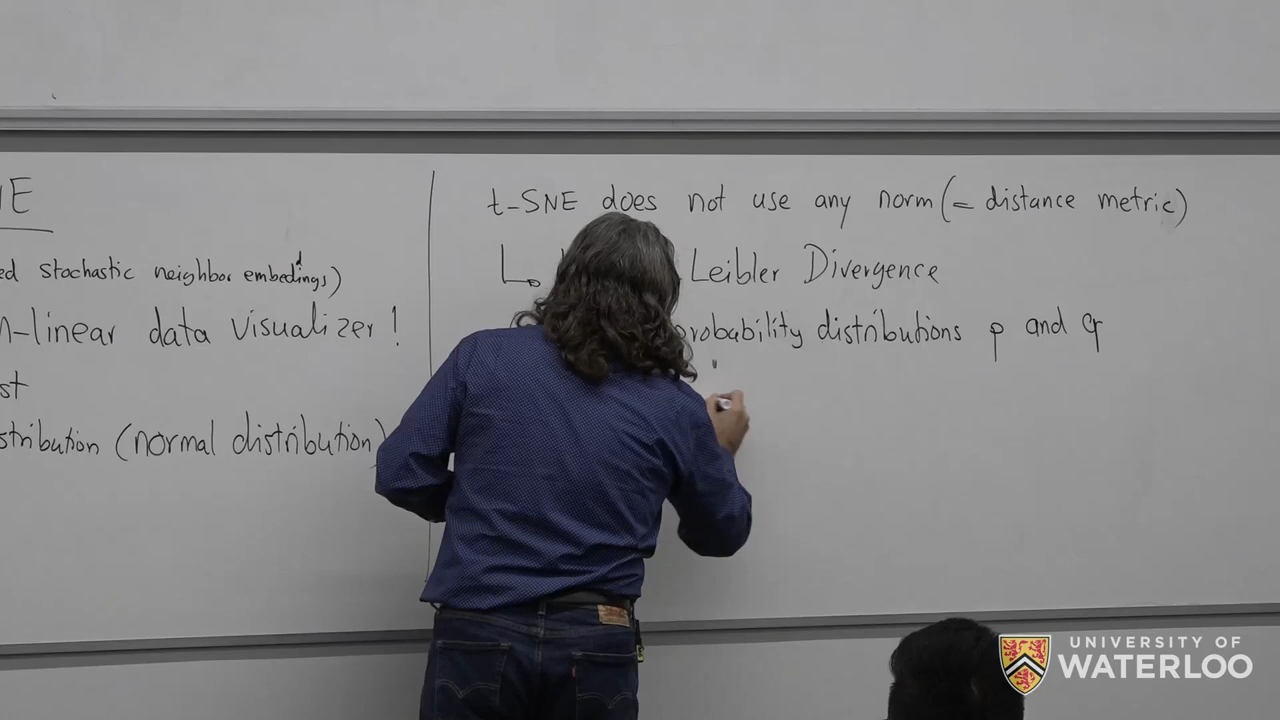 NE
ed stochastic neighbor embeddings)
n-linear data visualizer!
st
stribution (normal distribution)
t-SNE does not use any norm (= distance metric)
Leibler Divergence
probability distributions p and q
UNIVERSITY OF
WATERLOO